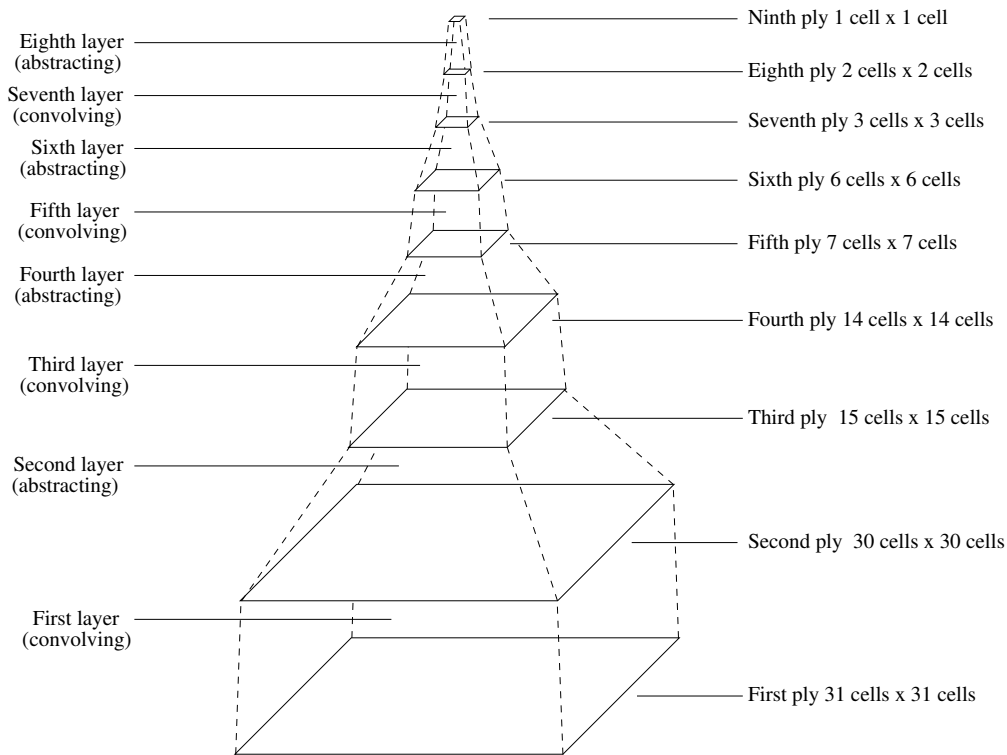 Ninth ply 1 cell x 1 cell
Eighth layer
(abstracting)
Eighth ply 2 cells x 2 cells
Seventh layer
(convolving)
Seventh ply 3 cells x 3 cells
Sixth layer
(abstracting)
Sixth ply 6 cells x 6 cells
Fifth layer
(convolving)
Fifth ply 7 cells x 7 cells
Fourth layer
(abstracting)
Fourth ply 14 cells x 14 cells
Third layer
(convolving)
Third ply 15 cells x 15 cells
Second layer
(abstracting)
Second ply 30 cells x 30 cells
First layer
(convolving)
First ply 31 cells x 31 cells